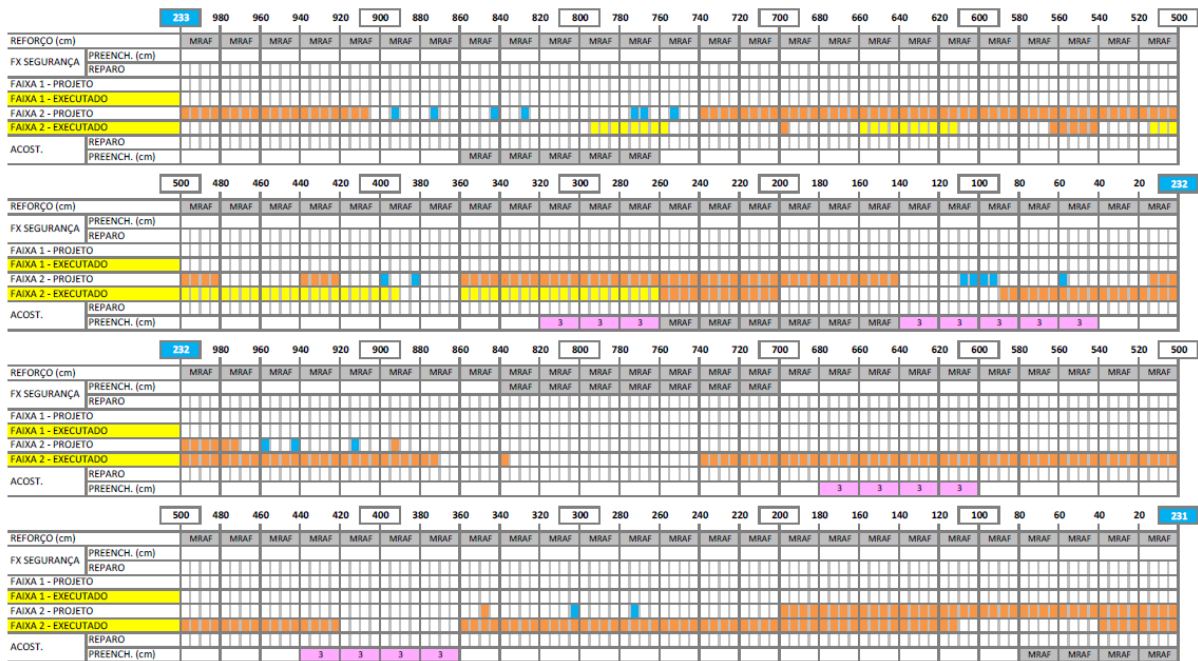 233 980 960 940 920 900 880 860 840 820 800 780 760 740 720 700 680 660 640 620 600 580 560 540 520 500
REFORÇO (cm) MRAF MRAF MRAF MRAF MRAF MRAF MRAF MRAF MRAF MRAF MRAF MRAF MRAF MRAF MRAF MRAF MRAF MRAF MRAF MRAF MRAF MRAF MRAF MRAF MRAF
FX SEGURANÇA PREENCH. (cm)
REPARO
FAIXA 1 - PROJETO
FAIXA 1 - EXECUTADO
FAIXA 2 - PROJETO
FAIXA 2 - EXECUTADO
ACOST. REPARO
PREENCH. (cm) MRAF MRAF MRAF MRAF MRAF
500 480 460 440 420 400 380 360 340 320 300 280 260 240 220 200 180 160 140 120 100 80 60 40 20 232
REFORÇO (cm) MRAF MRAF MRAF MRAF MRAF MRAF MRAF MRAF MRAF MRAF MRAF MRAF MRAF MRAF MRAF MRAF MRAF MRAF MRAF MRAF MRAF MRAF MRAF MRAF MRAF
FX SEGURANÇA PREENCH. (cm)
REPARO
FAIXA 1 - PROJETO
FAIXA 1 - EXECUTADO
FAIXA 2 - PROJETO
FAIXA 2 - EXECUTADO
ACOST. REPARO
PREENCH. (cm) 3 3 3 MRAF MRAF MRAF MRAF MRAF MRAF 3 3 3 3 3
232 980 960 940 920 900 880 860 840 820 800 780 760 740 720 700 680 660 640 620 600 580 560 540 520 500
REFORÇO (cm) MRAF MRAF MRAF MRAF MRAF MRAF MRAF MRAF MRAF MRAF MRAF MRAF MRAF MRAF MRAF MRAF MRAF MRAF MRAF MRAF MRAF MRAF MRAF MRAF MRAF
FX SEGURANÇA PREENCH. (cm) MRAF MRAF MRAF MRAF MRAF MRAF MRAF
REPARO
FAIXA 1 - PROJETO
FAIXA 1 - EXECUTADO
FAIXA 2 - PROJETO
FAIXA 2 - EXECUTADO
ACOST. REPARO
PREENCH. (cm) 3 3 3 3
500 480 460 440 420 400 380 360 340 320 300 280 260 240 220 200 180 160 140 120 100 80 60 40 20 231
REFORÇO (cm) MRAF MRAF MRAF MRAF MRAF MRAF MRAF MRAF MRAF MRAF MRAF MRAF MRAF MRAF MRAF MRAF MRAF MRAF MRAF MRAF MRAF MRAF MRAF MRAF MRAF
FX SEGURANÇA PREENCH. (cm)
REPARO
FAIXA 1 - PROJETO
FAIXA 1 - EXECUTADO
FAIXA 2 - PROJETO
FAIXA 2 - EXECUTADO
ACOST. REPARO
PREENCH. (cm) 3 3 3 3 MRAF MRAF MRAF MRAF